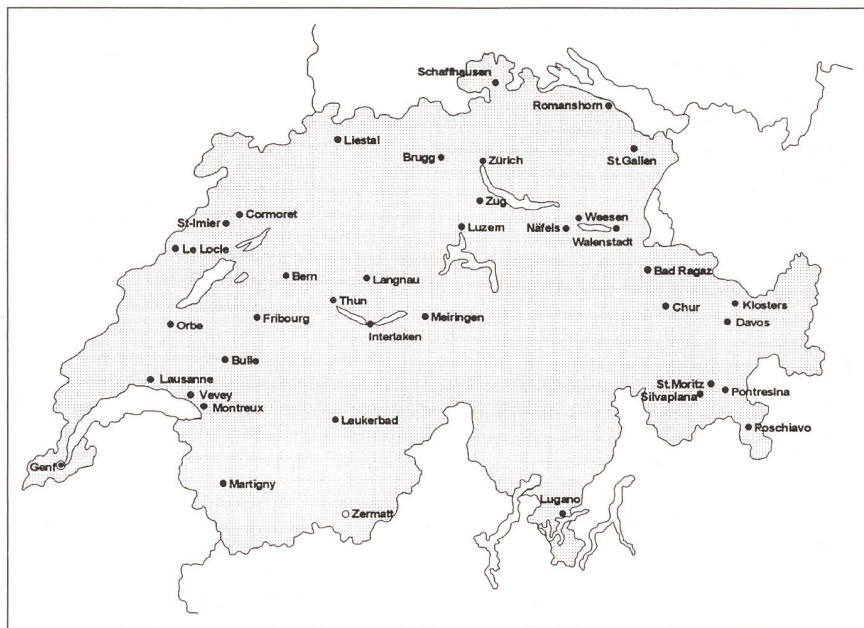 Schaffhausen
Romanshorn
Liestal
Brugg
Zürich
St.Gallen
Zug
Cormoret
St-Imier
Weesen
Luzern
Näfels
Walenstadt
Le Locle
Bern
Langnau
Bad Ragaz
Thun
Klosters
Chur
Fribourg
Meiringen
Davos
Orbe
Interlaken
Bulle
Lausanne
St.Moritz
Pontresina
Vevey
Silvaplana
Montreux
Leukerbad
Poschiavo
Genf
Martigny
Lugano
Zermatt